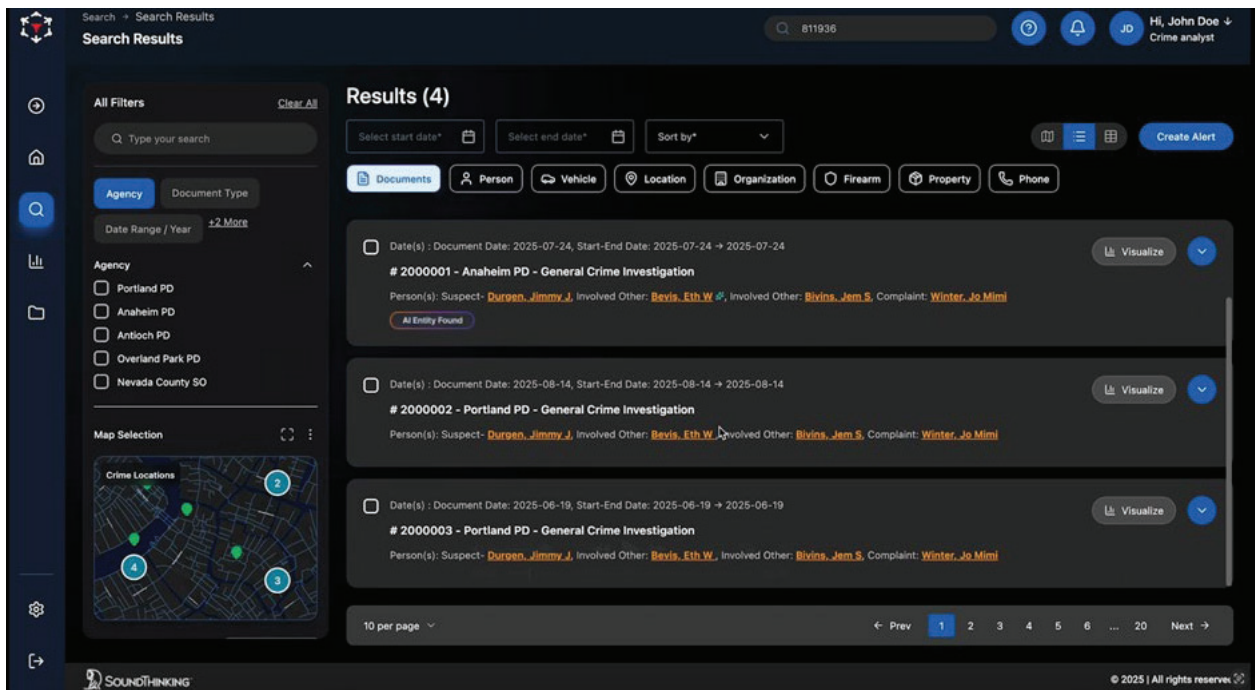 Search → Search Results
Search Results
811936
JD
Hi, John Doe
Crime analyst
All Filters
Clear All
Type your search
Agency
Document Type
Date Range / Year
+2 More
Agency
Portland PD
Anaheim PD
Antioch PD
Overland Park PD
Nevada County SO
Map Selection
Crime Locations
2
4
3
Results (4)
Select start date*
Select end date*
Sort by*
Create Alert
Documents
Person
Vehicle
Location
Organization
Firearm
Property
Phone
Date(s) : Document Date: 2025-07-24, Start-End Date: 2025-07-24 → 2025-07-24
# 2000001 - Anaheim PD - General Crime Investigation
Person(s): Suspect- Durgen, Jimmy J, Involved Other: Bevis, Eth W, Involved Other: Bivins, Jem S, Complaint: Winter, Jo Mimi
AI Entity Found
Visualize
Date(s) : Document Date: 2025-08-14, Start-End Date: 2025-08-14 → 2025-08-14
# 2000002 - Portland PD - General Crime Investigation
Person(s): Suspect- Durgen, Jimmy J, Involved Other: Bevis, Eth W, Involved Other: Bivins, Jem S, Complaint: Winter, Jo Mimi
Visualize
Date(s) : Document Date: 2025-06-19, Start-End Date: 2025-06-19 → 2025-06-19
# 2000003 - Portland PD - General Crime Investigation
Person(s): Suspect- Durgen, Jimmy J, Involved Other: Bevis, Eth W , Involved Other: Bivins, Jem S, Complaint: Winter, Jo Mimi
Visualize
10 per page
← Prev 1 2 3 4 5 6 ... 20 Next →
SOUNDTHINKING
© 2025 | All rights reserved